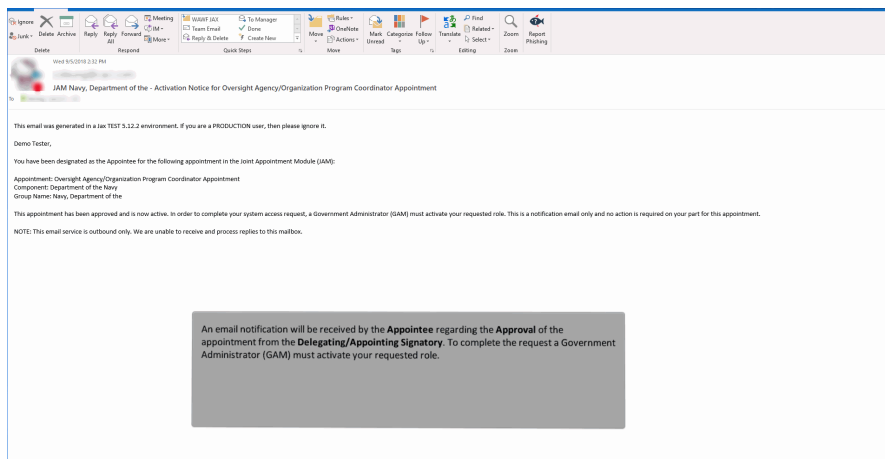 Ignore
Junk
Delete
Archive
Reply
Reply All
Forward
Meeting
IM
More
WAWF JAX
Team Email
Reply & Delete
To Manager
Done
Create New
Move
Rules
OneNote
Actions
Mark Unread
Categorize
Follow Up
Translate
Find
Related
Select
Zoom
Report Phishing
Delete
Respond
Quick Steps
Move
Tags
Editing
Zoom
Wed 9/5/2018 2:32 PM
JAM Navy, Department of the - Activation Notice for Oversight Agency/Organization Program Coordinator Appointment
To
This email was generated in a Jax TEST 5.12.2 environment. If you are a PRODUCTION user, then please ignore it.
Demo Tester,
You have been designated as the Appointee for the following appointment in the Joint Appointment Module (JAM):
Appointment: Oversight Agency/Organization Program Coordinator Appointment
Component: Department of the Navy
Group Name: Navy, Department of the
This appointment has been approved and is now active. In order to complete your system access request, a Government Administrator (GAM) must activate your requested role. This is a notification email only and no action is required on your part for this appointment.
NOTE: This email service is outbound only. We are unable to receive and process replies to this mailbox.
An email notification will be received by the Appointee regarding the Approval of the
appointment from the Delegating/Appointing Signatory. To complete the request a Government
Administrator (GAM) must activate your requested role.